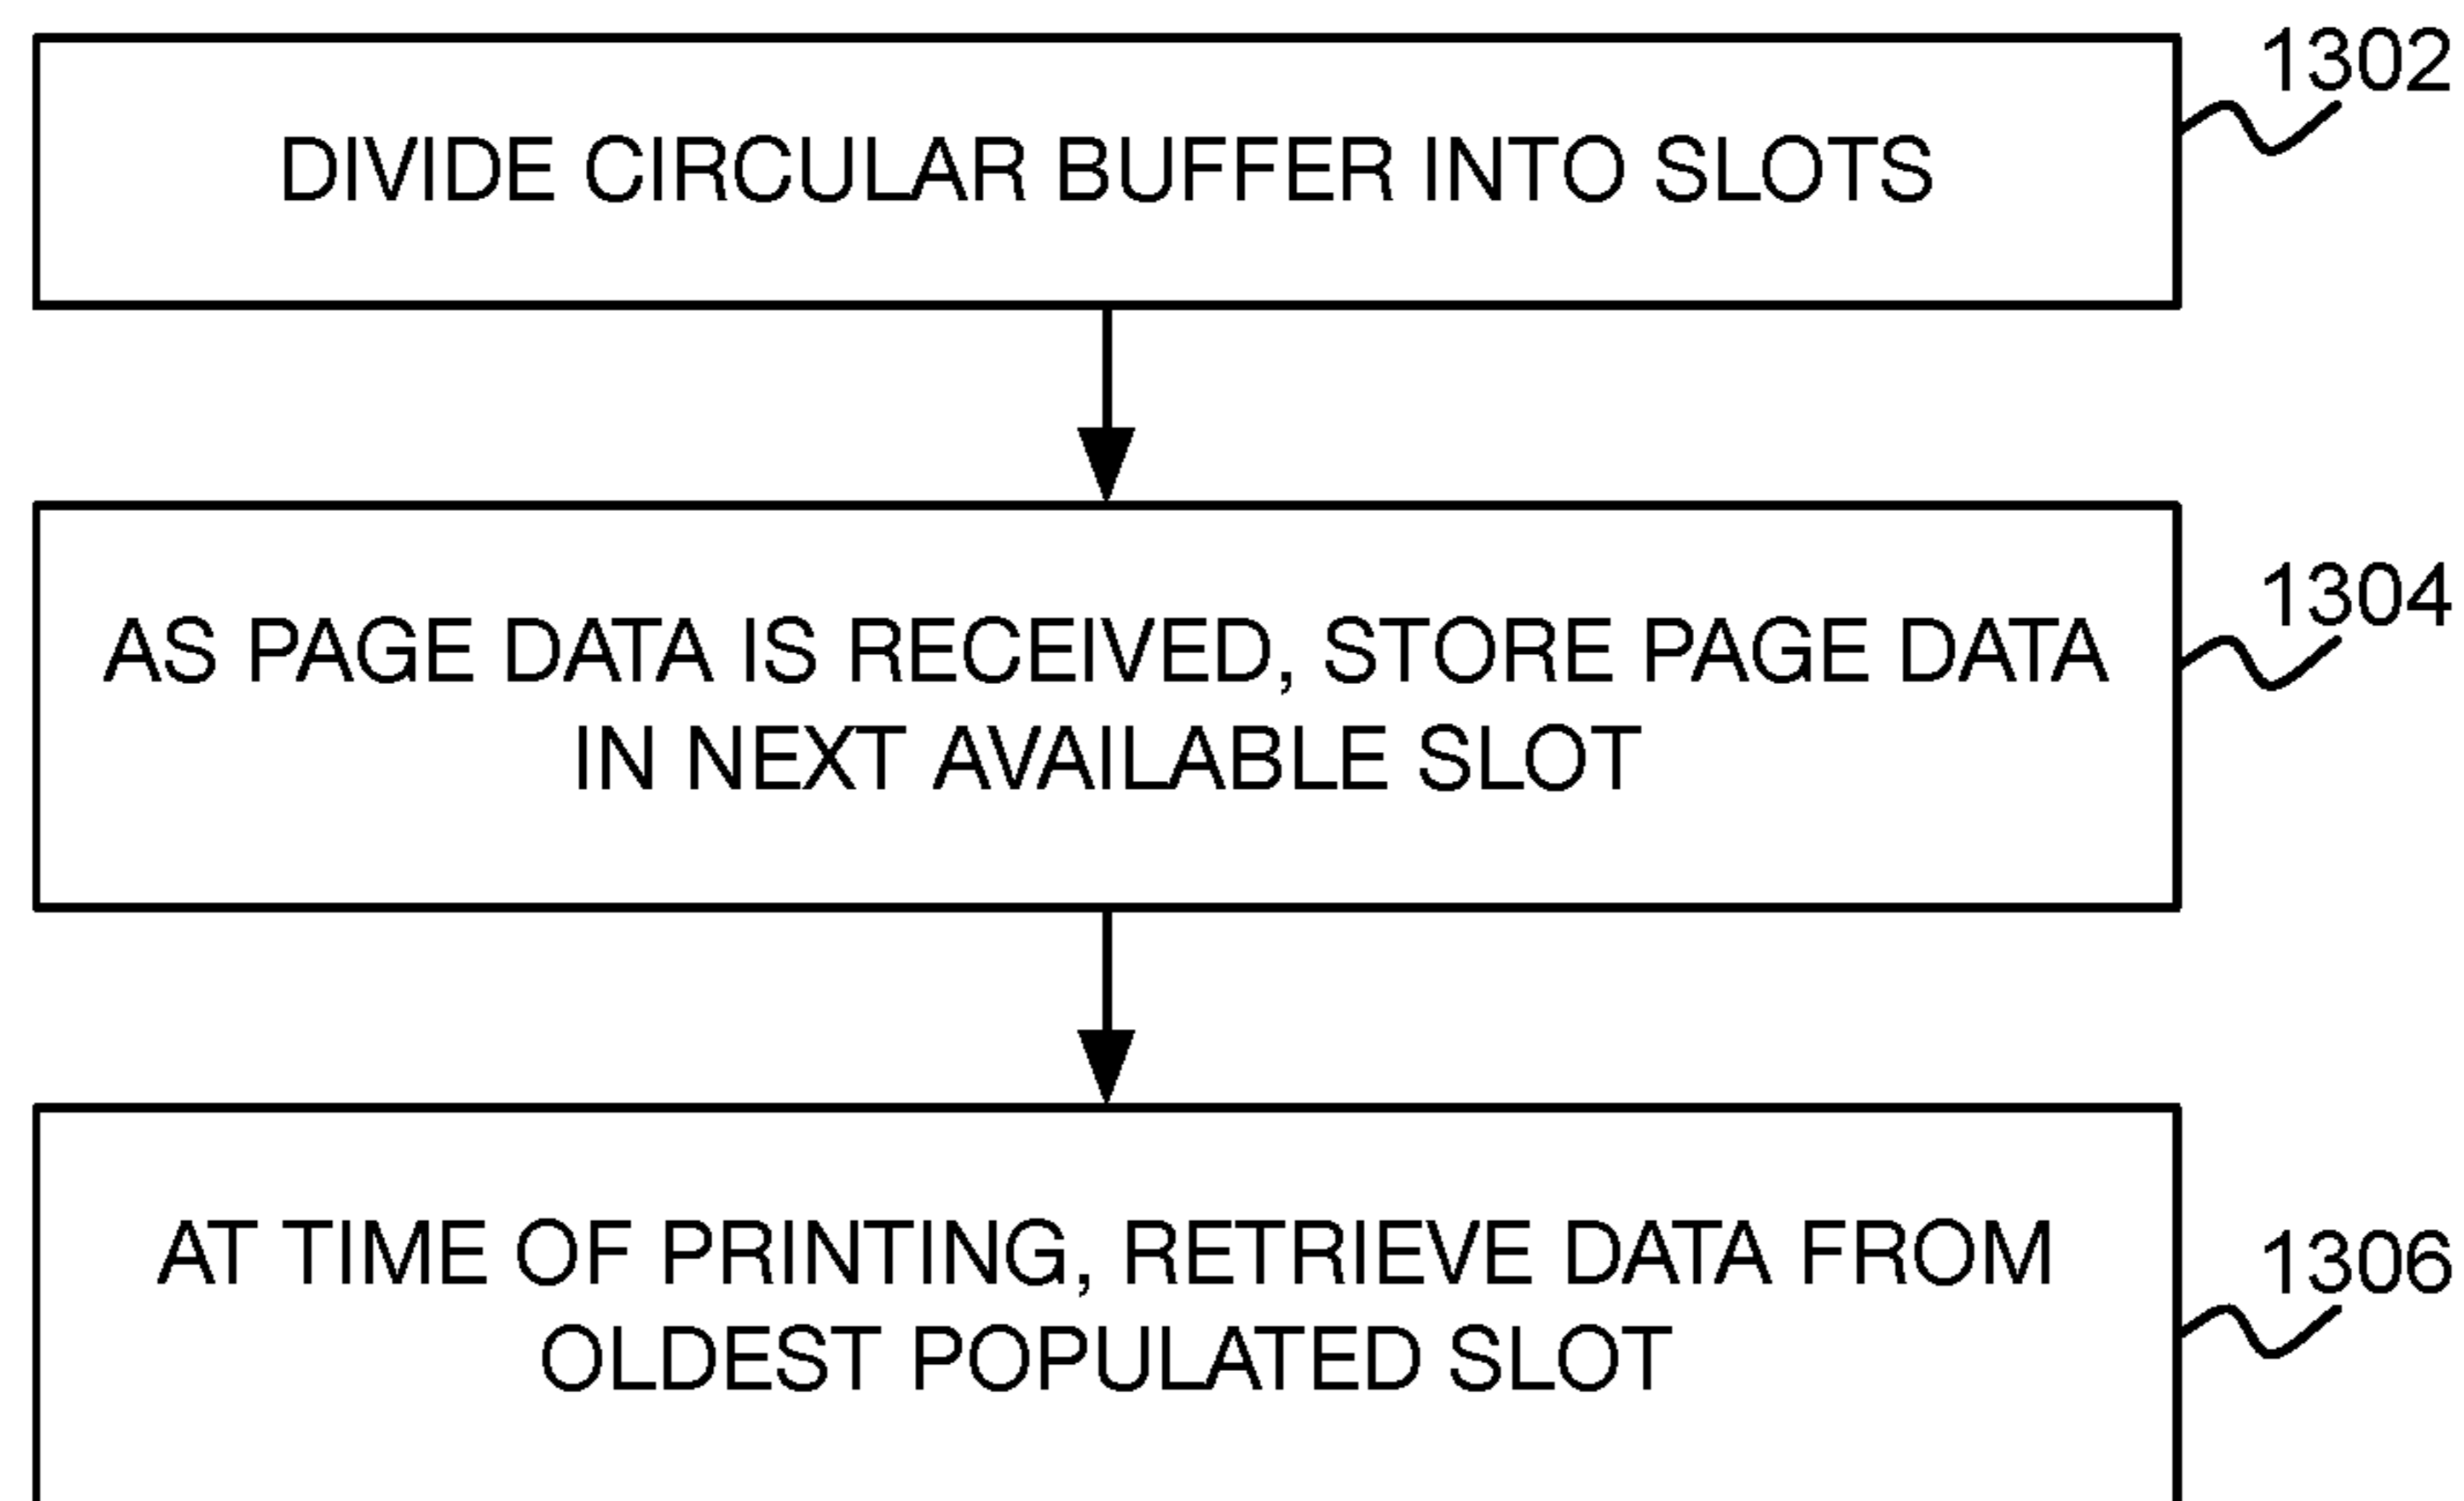 1302
DIVIDE CIRCULAR BUFFER INTO SLOTS
1304
AS PAGE DATA IS RECEIVED, STORE PAGE DATA
IN NEXT AVAILABLE SLOT
1306
AT TIME OF PRINTING, RETRIEVE DATA FROM
OLDEST POPULATED SLOT